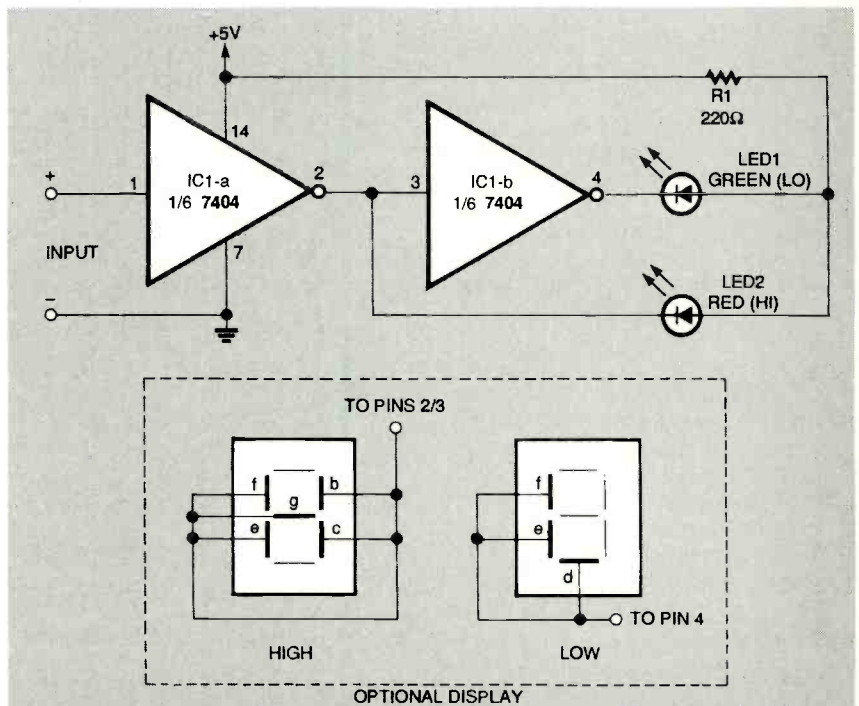 +5V
R1
220Ω
14
1
IC1-a
1/6 7404
2
3
IC1-b
1/6 7404
4
LED1
GREEN (LO)
+
INPUT
−
7
LED2
RED (HI)
TO PINS 2/3
f
b
g
e
c
HIGH
f
e
d
TO PIN 4
LOW
OPTIONAL DISPLAY